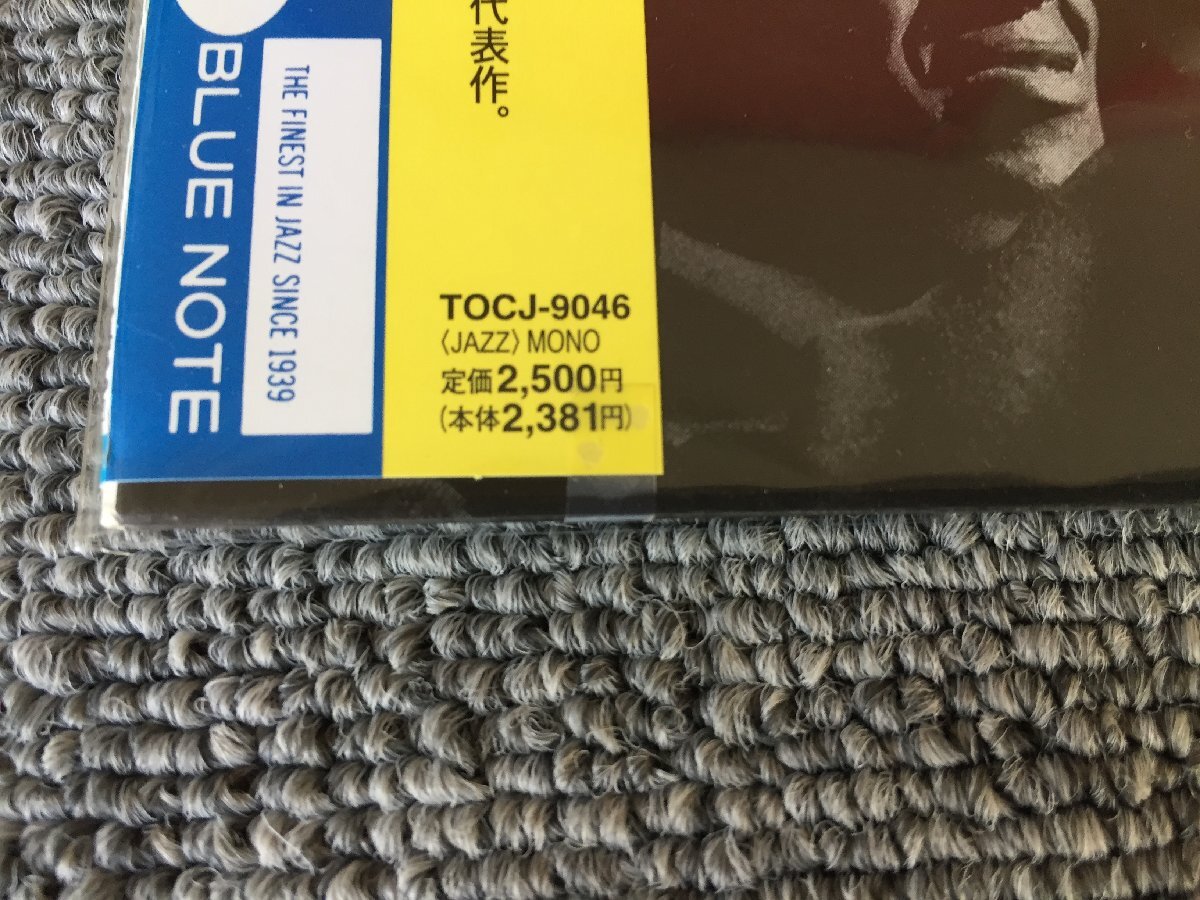 BLUE NOTE
THE FINEST IN JAZZ SINCE 1939
代表作。
TOCJ-9046
〈JAZZ〉MONO
定価2,500円
(本体2,381円)